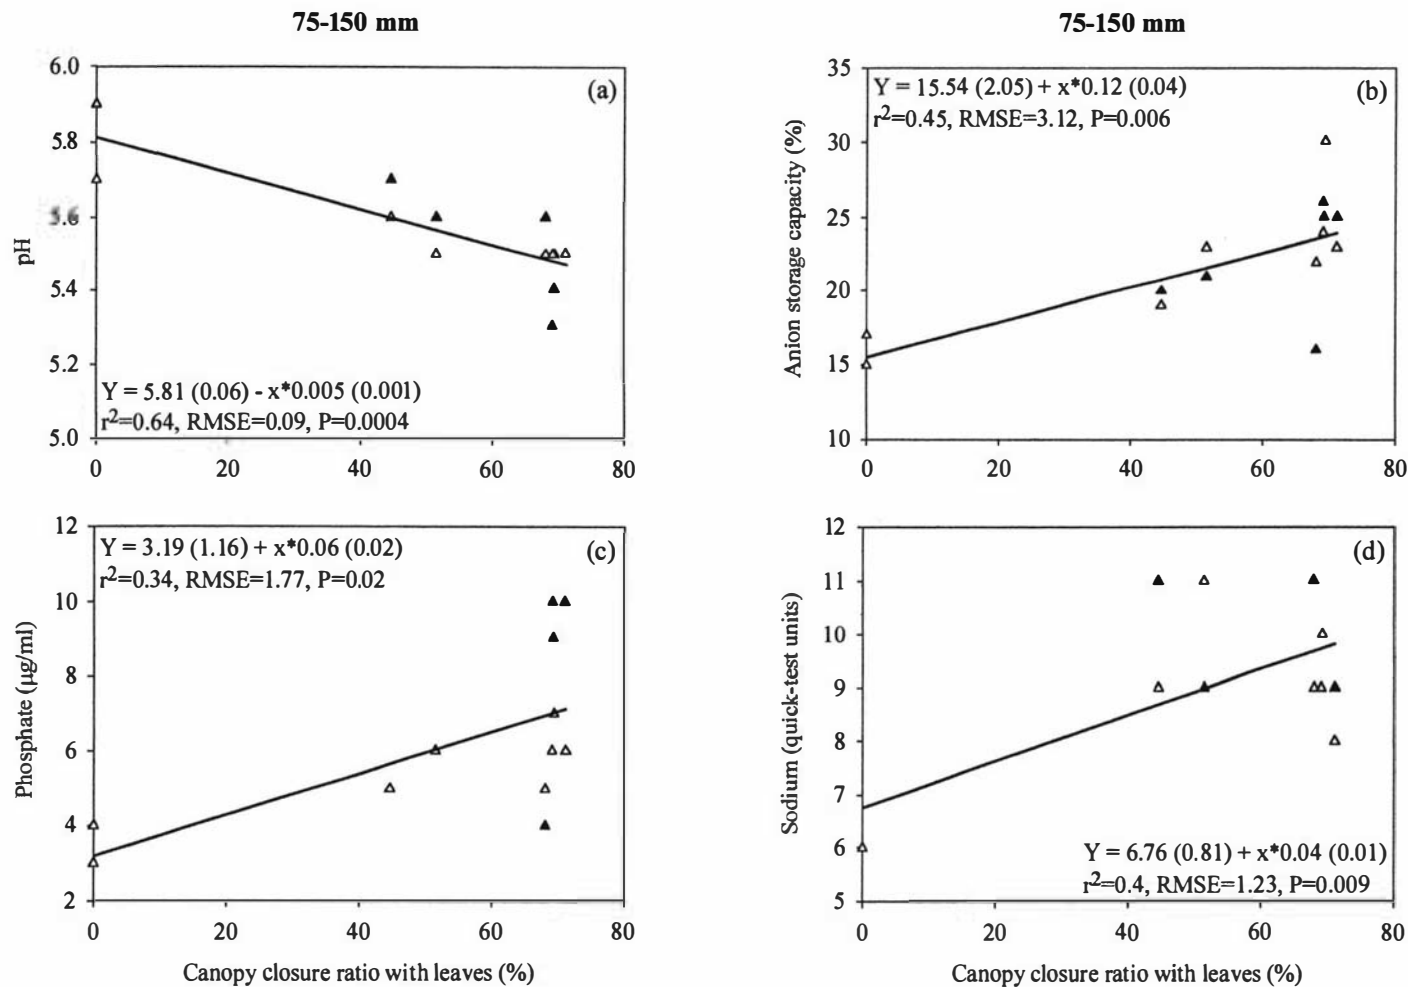 75-150 mm
75-150 mm
6.0
5.8
5.6
5.4
5.2
5.0
pH
(a)
Y = 5.81 (0.06) - x*0.005 (0.001)
r²=0.64, RMSE=0.09, P=0.0004
0
20
40
60
80
35
30
25
20
15
10
Anion storage capacity (%)
Y = 15.54 (2.05) + x*0.12 (0.04)
r²=0.45, RMSE=3.12, P=0.006
(b)
0
20
40
60
80
12
10
8
6
4
2
Phosphate (µg/ml)
Y = 3.19 (1.16) + x*0.06 (0.02)
r²=0.34, RMSE=1.77, P=0.02
(c)
0
20
40
60
80
Canopy closure ratio with leaves (%)
12
11
10
9
8
7
6
5
Sodium (quick-test units)
(d)
Y = 6.76 (0.81) + x*0.04 (0.01)
r²=0.4, RMSE=1.23, P=0.009
0
20
40
60
80
Canopy closure ratio with leaves (%)